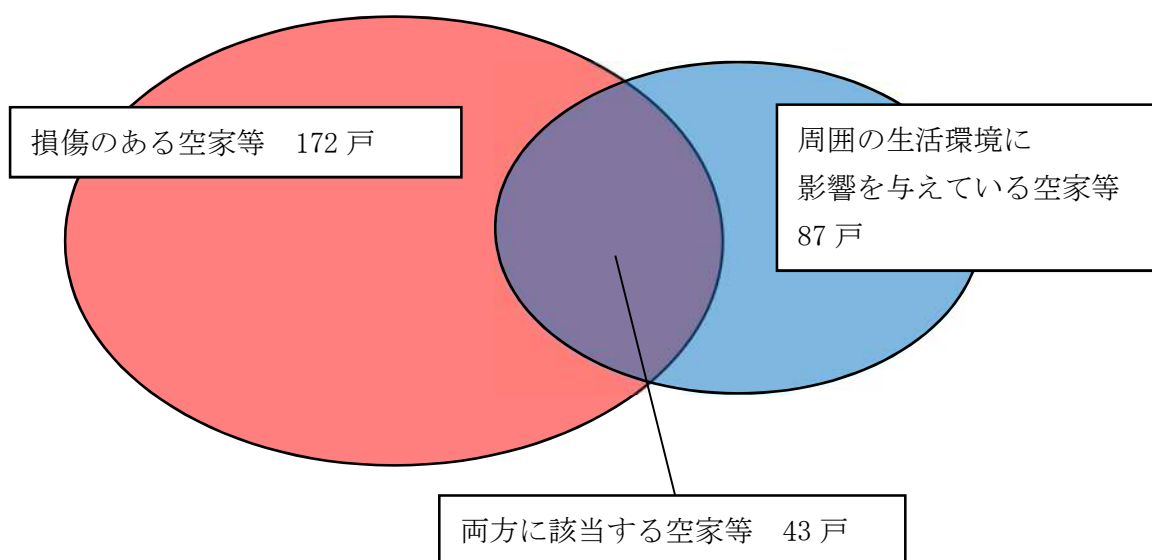 損傷のある空家等　172 戸
周囲の生活環境に
影響を与えている空家等
87 戸
両方に該当する空家等　43 戸